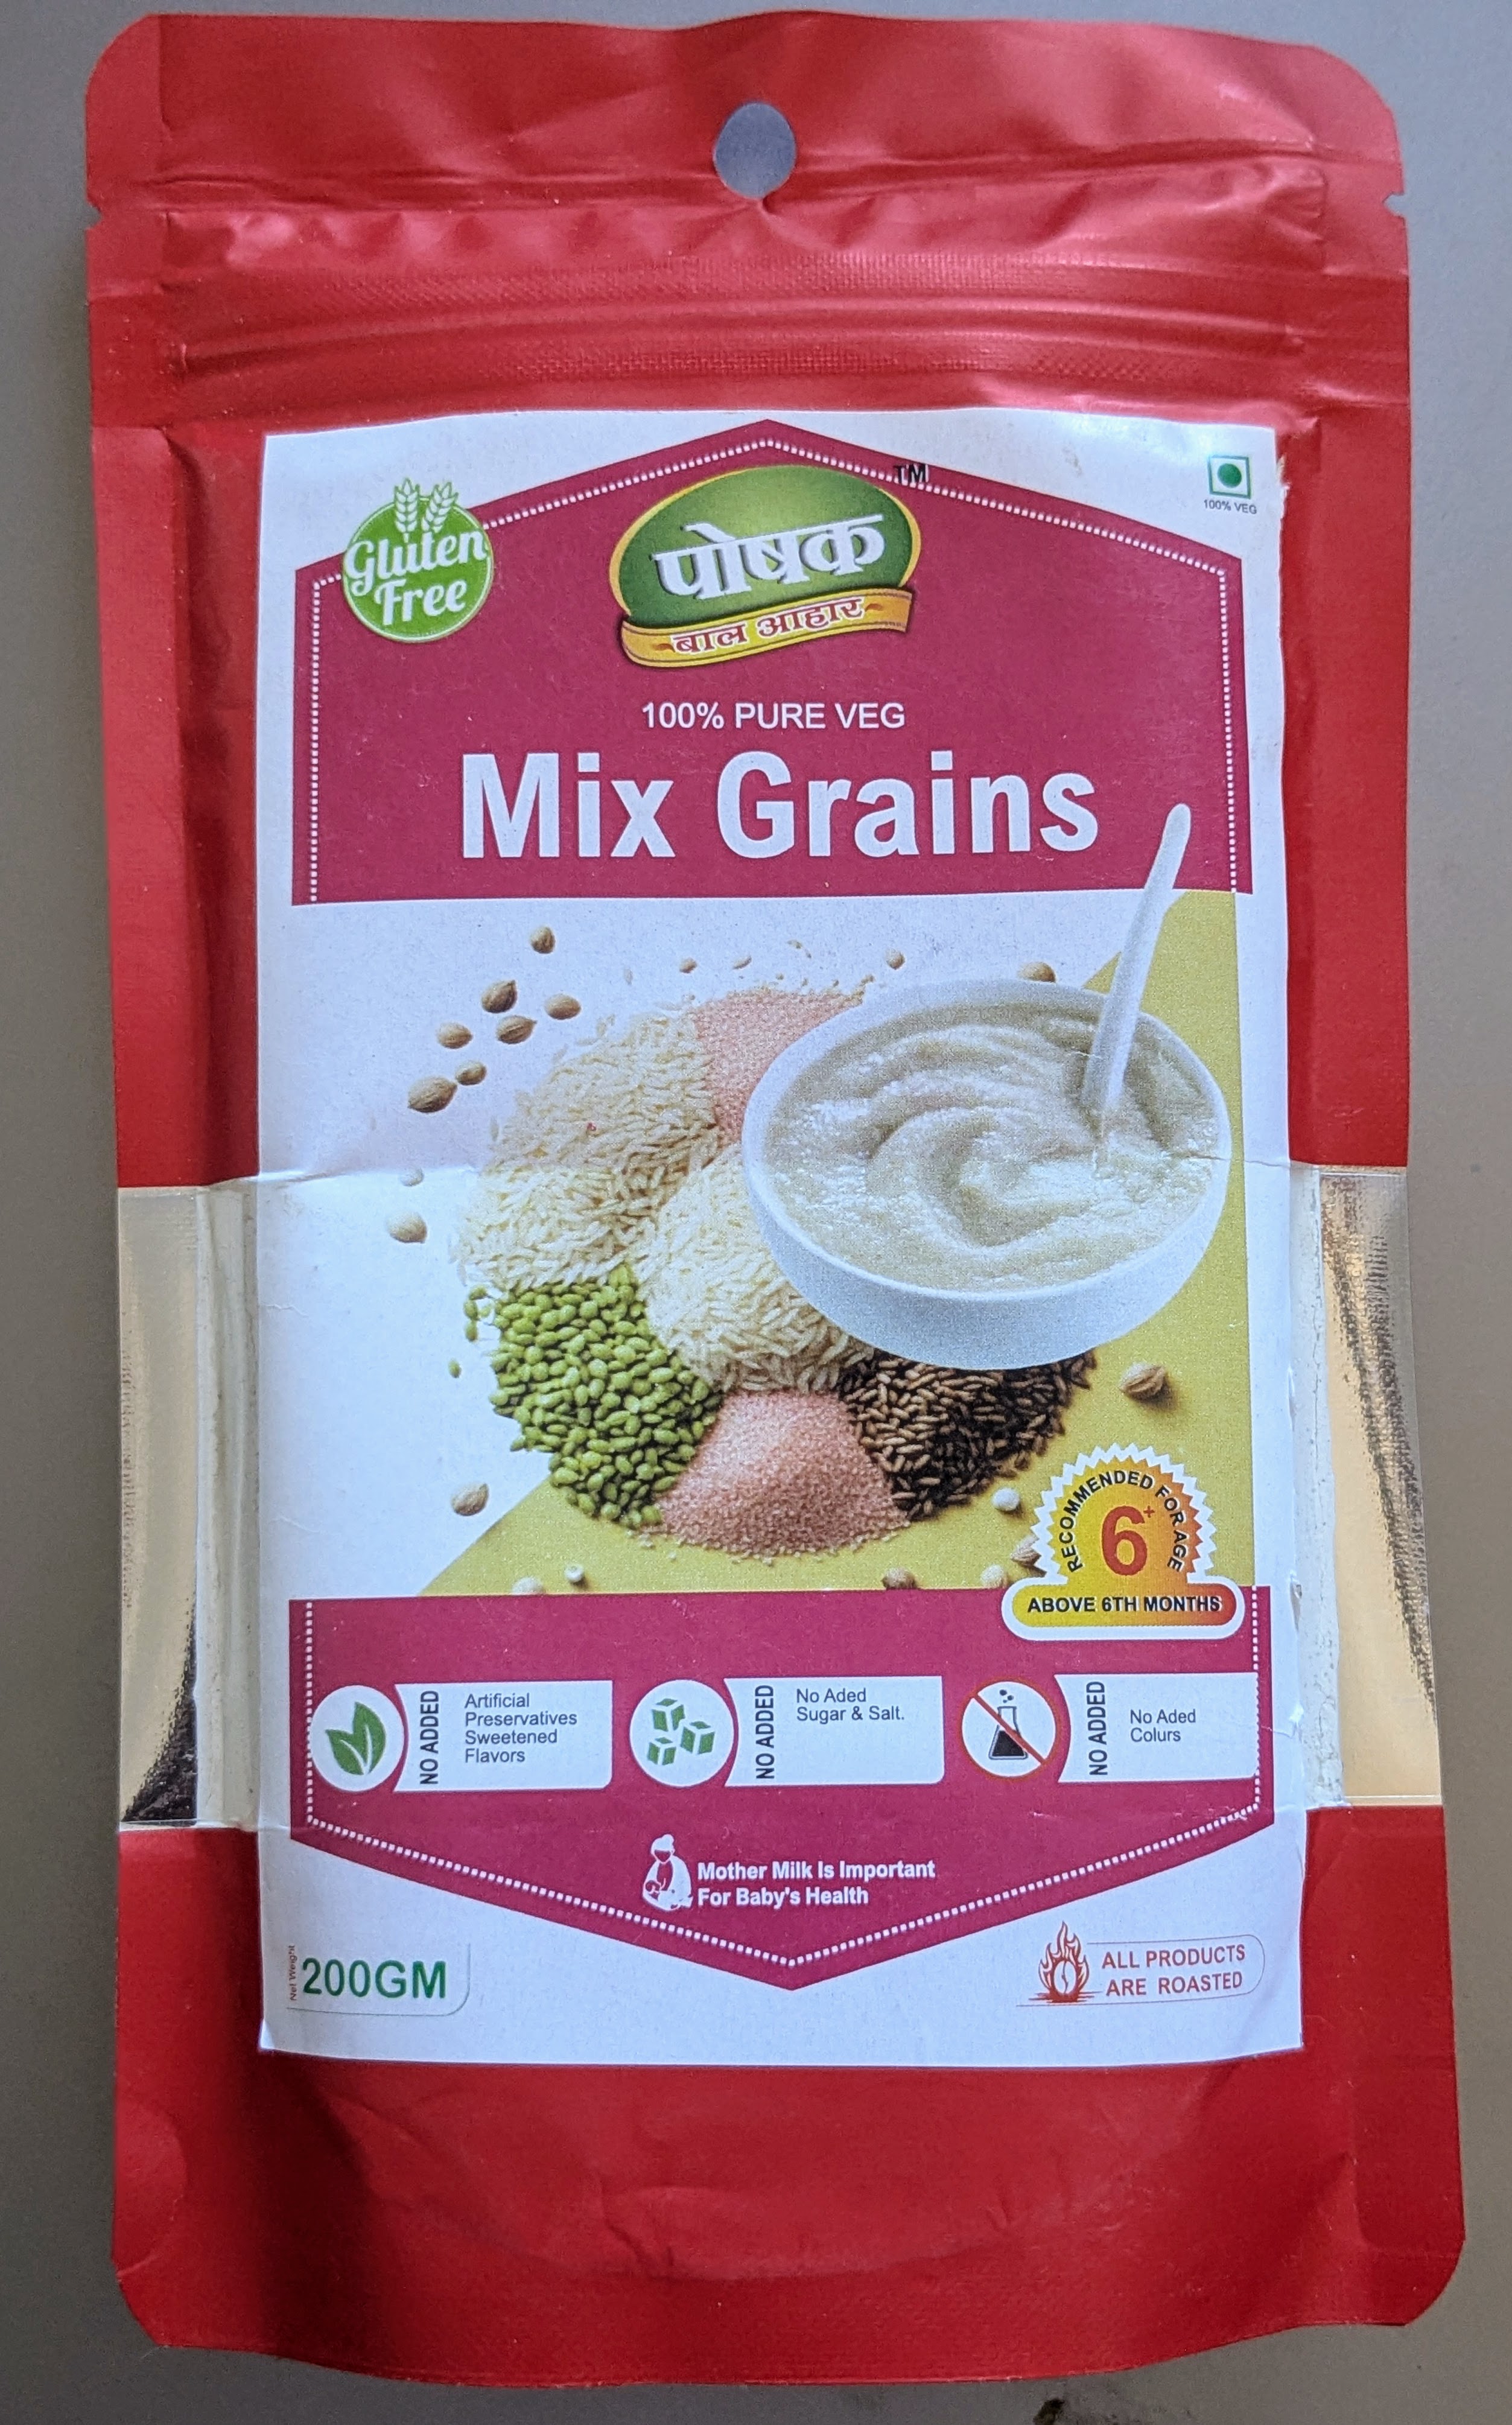 Gluten
Free
पोषक
TM
बाल आहार
100% VEG
100% PURE VEG
Mix Grains
RECOMMENDED FOR AGE
6+
ABOVE 6TH MONTHS
NO ADDED
Artificial
Preservatives
Sweetened
Flavors
NO ADDED
No Aded
Sugar & Salt.
NO ADDED
No Aded
Colurs
Mother Milk Is Important
For Baby's Health
Net Weight
200GM
ALL PRODUCTS
ARE ROASTED